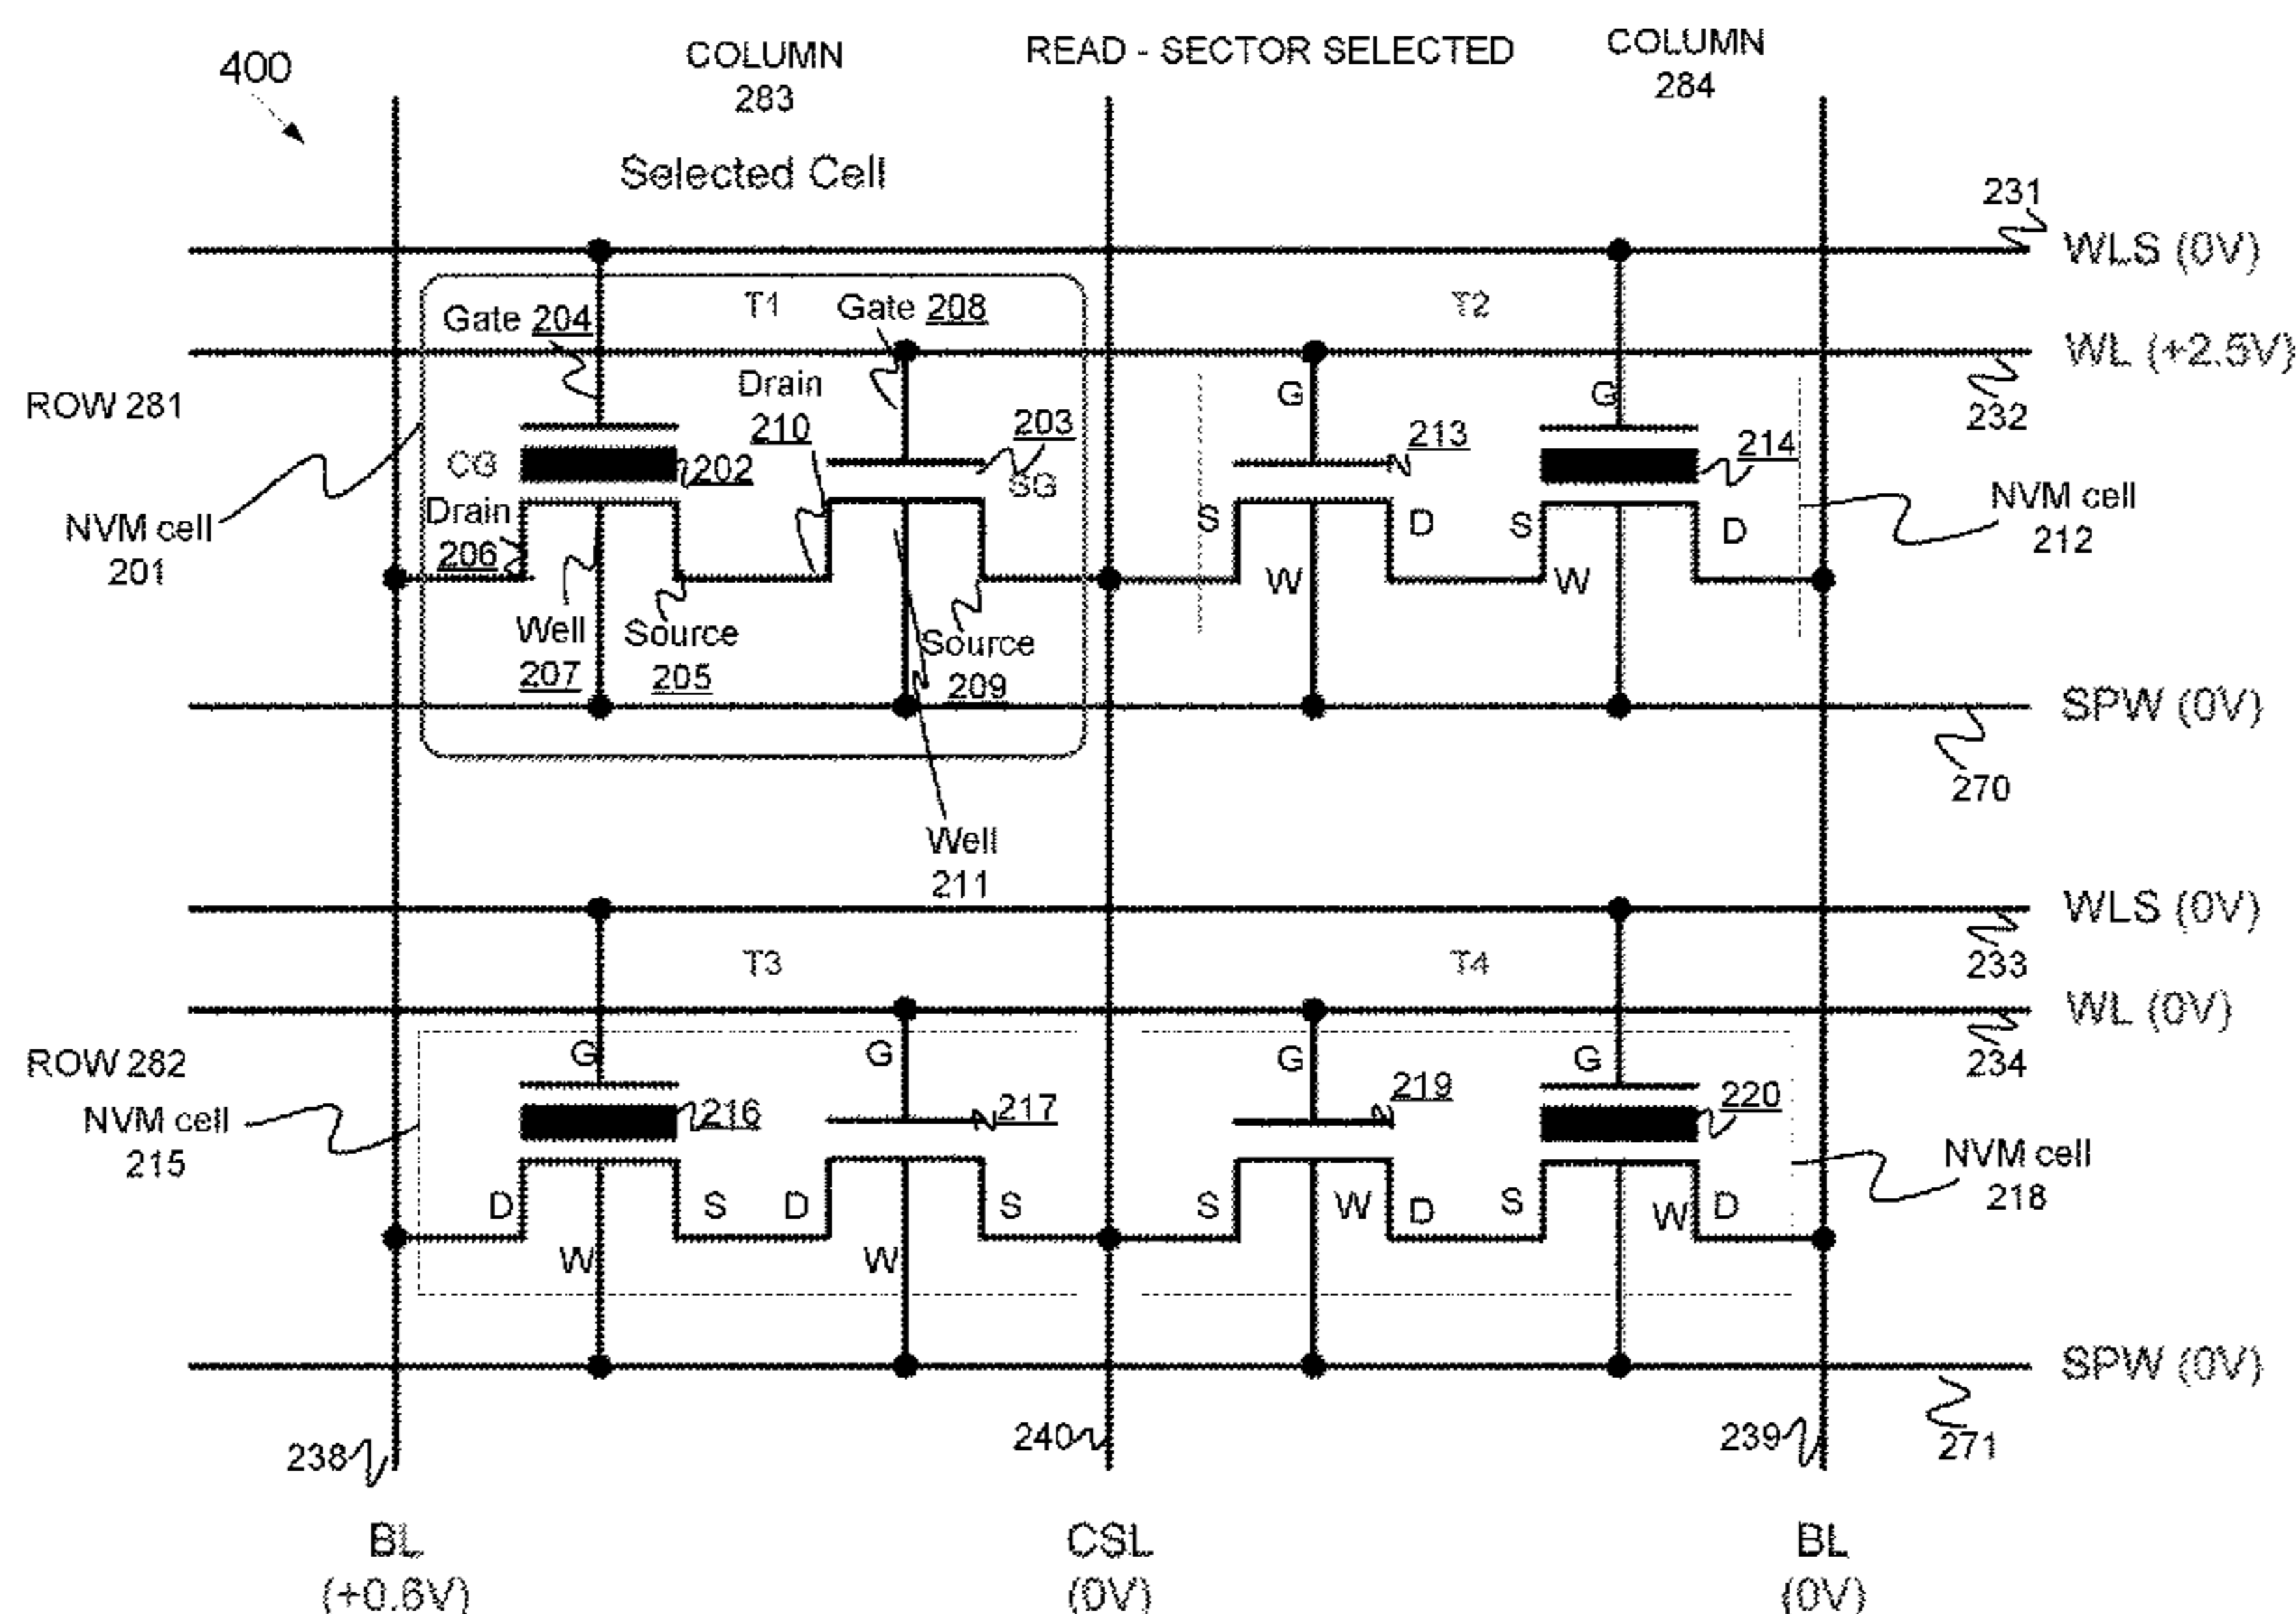 400
COLUMN
283
READ - SECTOR SELECTED
COLUMN
284
Selected Cell
231
WLS (0V)
T1
Gate 204
Gate 208
T2
WL (+2.5V)
232
ROW 281
Drain
210
G
G
CG
202
203
SG
213
214
NVM cell
201
Drain
206
S
D
S
D
NVM cell
212
W
W
Well
207
Source
205
Source
209
SPW (0V)
270
Well
211
WLS (0V)
233
T3
T4
WL (0V)
234
ROW 282
G
G
G
G
NVM cell
215
216
217
219
220
NVM cell
218
D
S
D
S
S
W
D
S
W
D
W
W
SPW (0V)
271
238
240
239
BL
(+0.6V)
CSL
(0V)
BL
(0V)